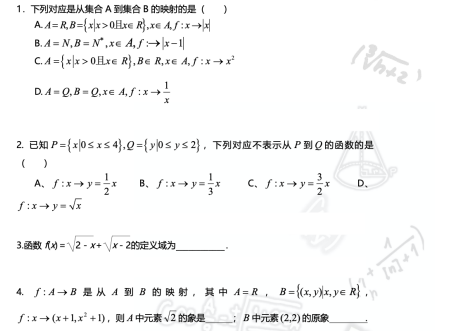 1. 下列对应是从集合 A 到集合 B 的映射的是（ ）
A. A=R,B={x|x>0且x∈R},x∈A,f:x→|x|
B. A=N,B=N*,x∈A,f:→|x-1|
C. A={x|x>0且x∈R},B∈R,x∈A,f:x→x²
D. A=Q,B=Q,x∈A,f:x→1/x
2. 已知 P={x|0≤x≤4},Q={y|0≤y≤2}，下列对应不表示从 P 到 Q 的函数的是
（ ）
A、f:x→y=1/2x B、f:x→y=1/3x C、f:x→y=3/2x D、
f:x→y=√x
3.函数 f(x)=√2-x+√x-2的定义域为________.
4. f:A→B 是从 A 到 B 的映射，其中 A=R，B={(x,y)|x,y∈R}，
f:x→(x+1,x²+1)，则 A 中元素√2的象是______；B 中元素(2,2)的原象______.